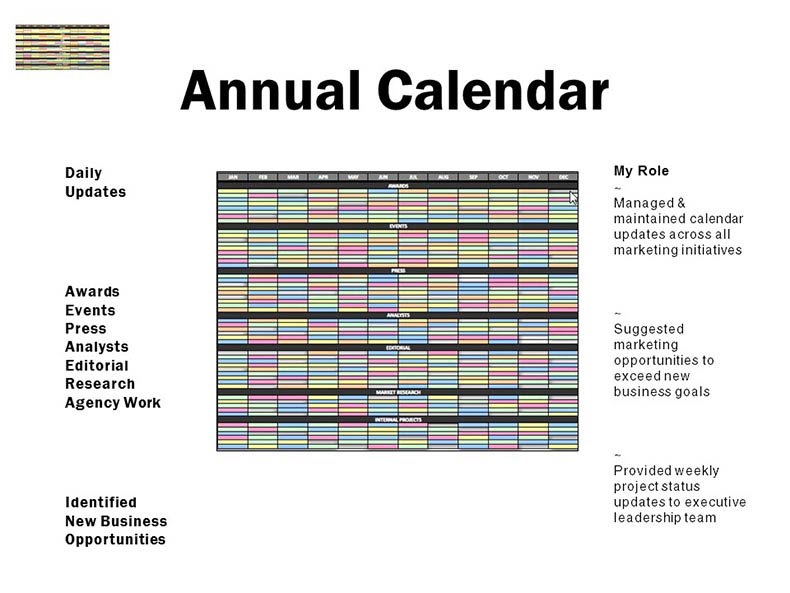 Annual Calendar
Daily
Updates
Awards
Events
Press
Analysts
Editorial
Research
Agency Work
Identified
New Business
Opportunities
JAN FEB MAR APR MAY JUN JUL AUG SEP OCT NOV DEC
AWARDS
EVENTS
PRESS
ANALYSTS
EDITORIAL
MARKET RESEARCH
INTERNAL PROJECTS
My Role
~
Managed &
maintained calendar
updates across all
marketing initiatives
~
Suggested
marketing
opportunities to
exceed new
business goals
~
Provided weekly
project status
updates to executive
leadership team